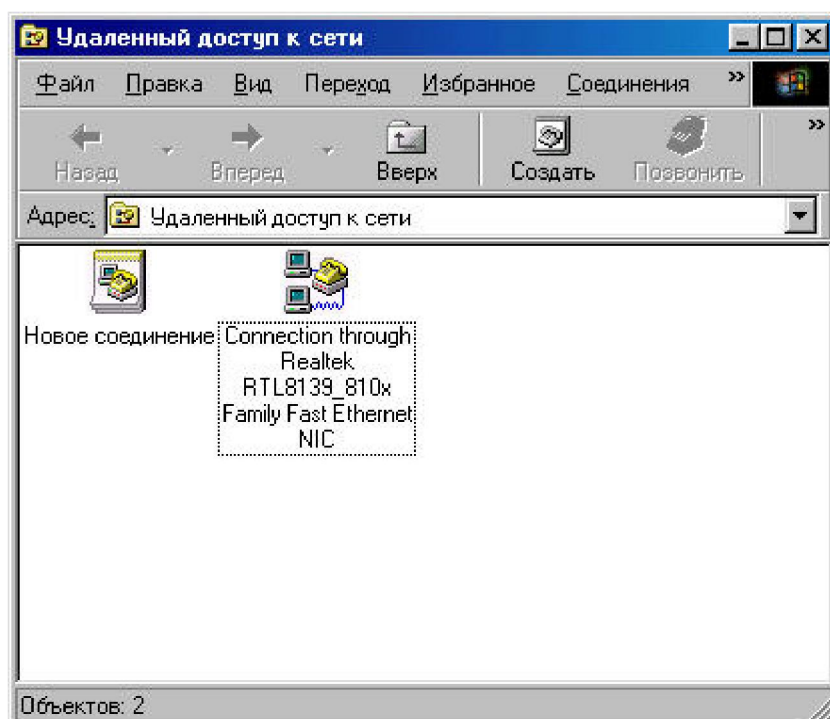 Удаленный доступ к сети
Файл Правка Вид Переход Избранное Соединения »
Назад Вперед Вверх Создать Позвонить »
Адрес: Удаленный доступ к сети
Новое соединение
Connection through
Realtek
RTL8139_810x
Family Fast Ethernet
NIC
Объектов: 2